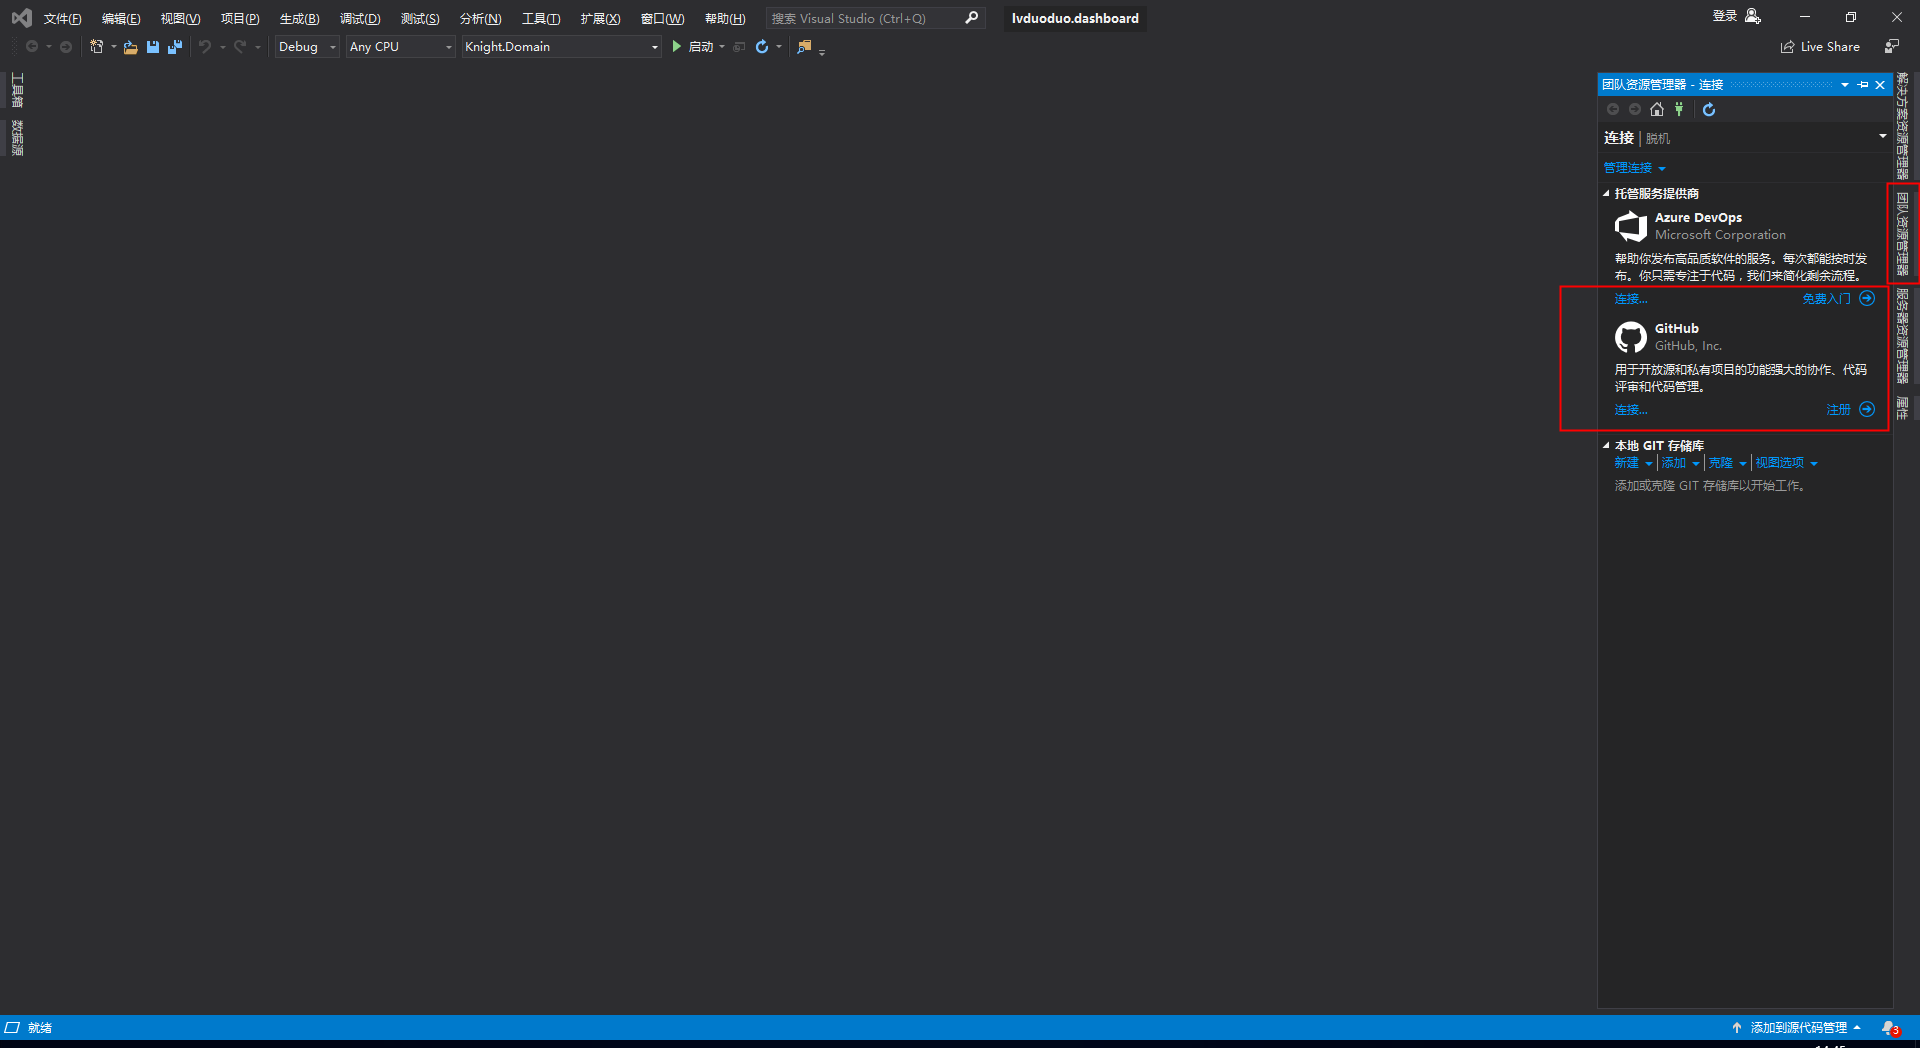 文件(F) 编辑(E) 视图(V) 项目(P) 生成(B) 调试(D) 测试(S) 分析(N) 工具(T) 扩展(X) 窗口(W) 帮助(H) 搜索 Visual Studio (Ctrl+Q) lvduoduo.dashboard 登录
Debug Any CPU Knight.Domain 启动 Live Share
工具箱
数据源
团队资源管理器 - 连接
连接 | 脱机
管理连接
托管服务提供商
Azure DevOps
Microsoft Corporation
帮助你发布高品质软件的服务。每次都能按时发
布。你只需专注于代码，我们来简化剩余流程。
连接... 免费入门
GitHub
GitHub, Inc.
用于开放源和私有项目的功能强大的协作、代码
评审和代码管理。
连接... 注册
本地 GIT 存储库
新建 添加 克隆 视图选项
添加或克隆 GIT 存储库以开始工作。
解决方案资源管理器
团队资源管理器
服务器资源管理器
属性
就绪 添加到源代码管理 3